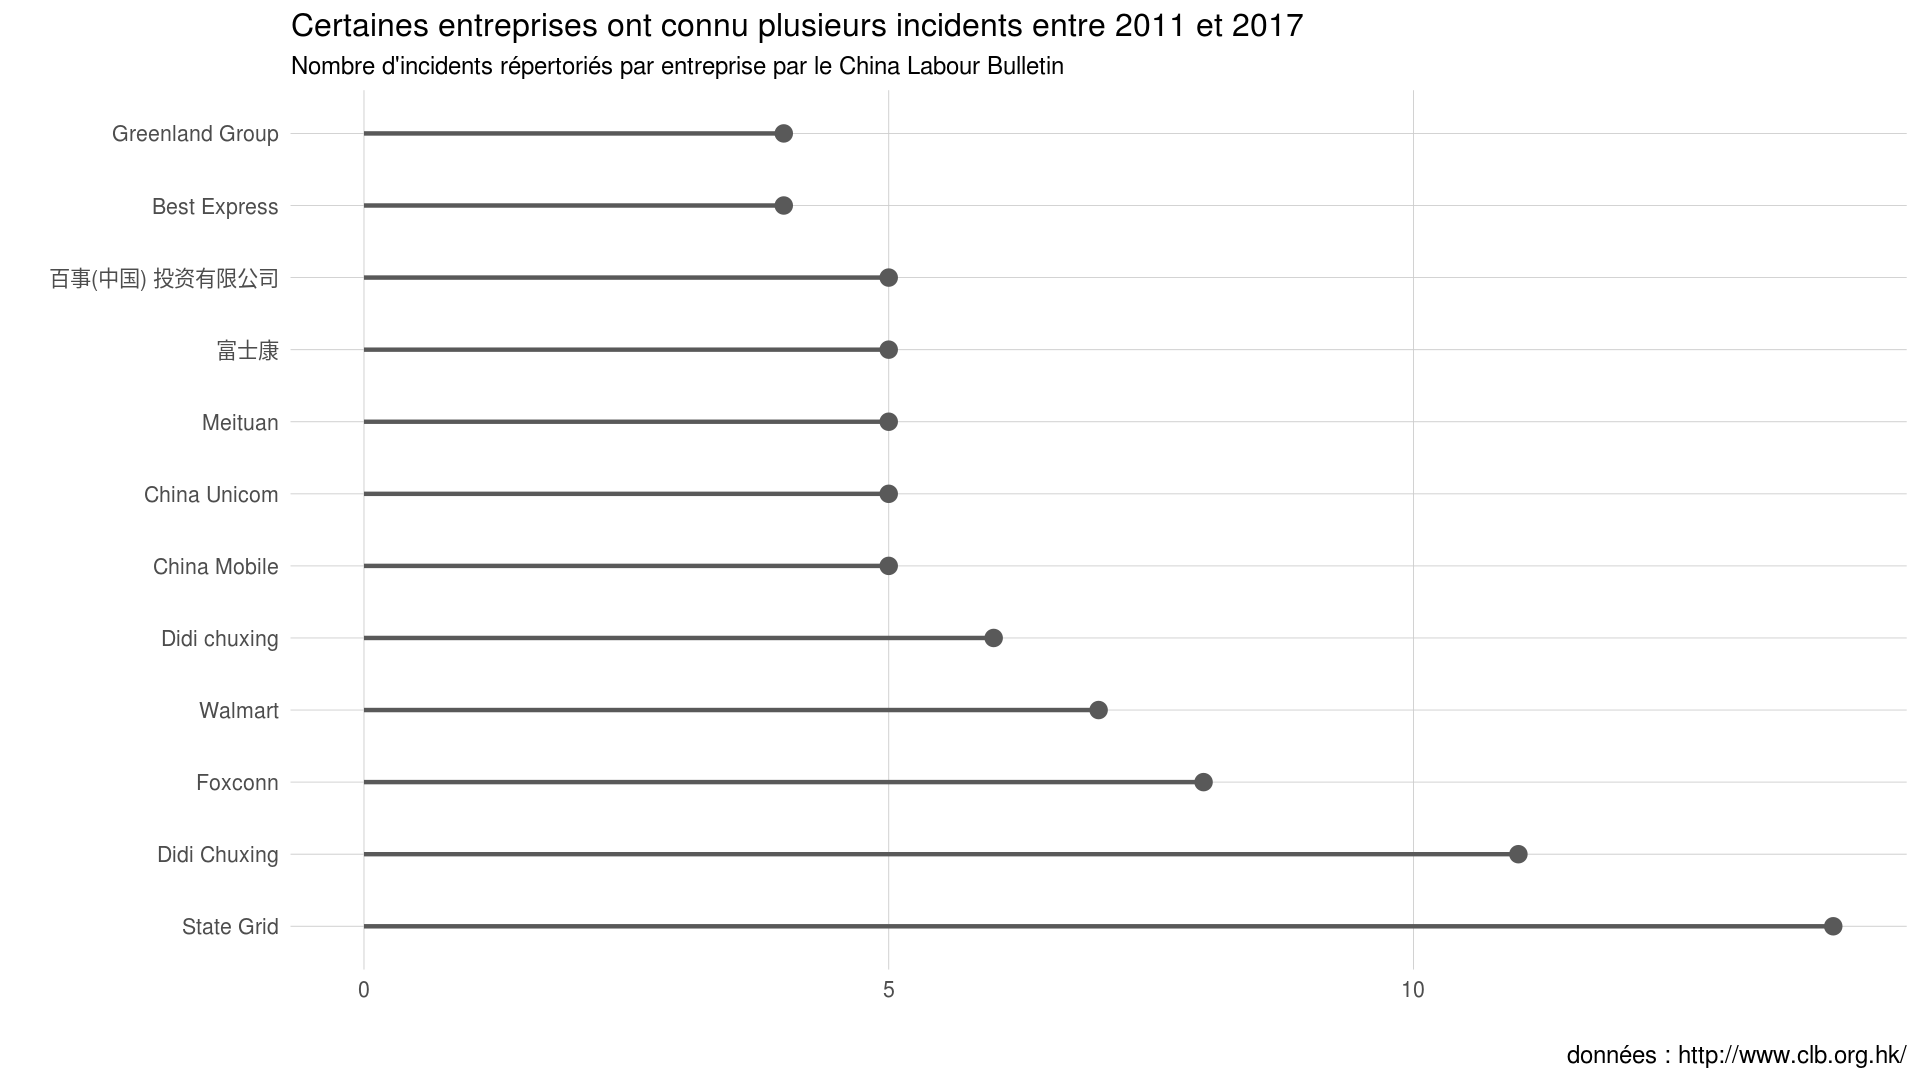 Certaines entreprises ont connu plusieurs incidents entre 2011 et 2017
Nombre d'incidents répertoriés par entreprise par le China Labour Bulletin
Greenland Group
Best Express
百事(中国) 投资有限公司
富士康
Meituan
China Unicom
China Mobile
Didi chuxing
Walmart
Foxconn
Didi Chuxing
State Grid
0 5 10
données : http://www.clb.org.hk/